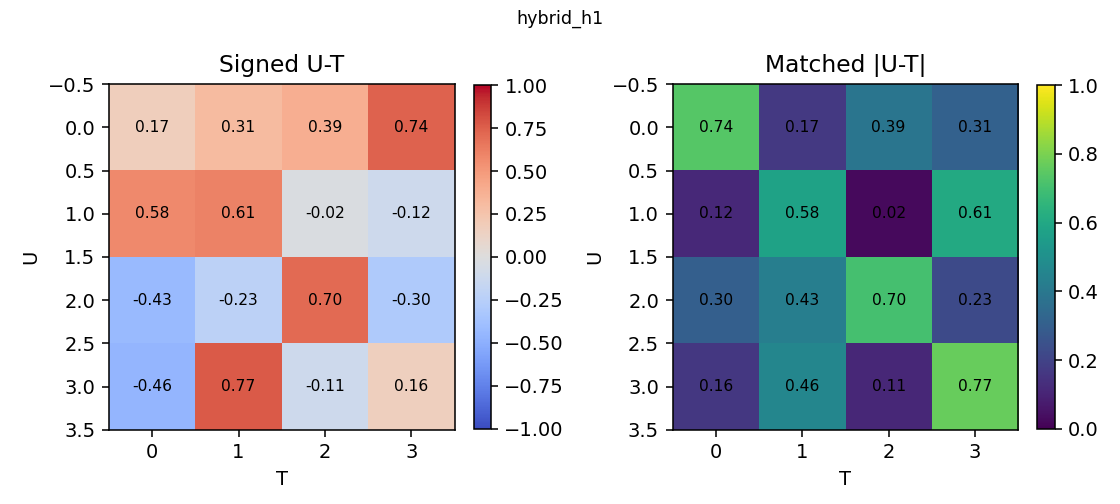 hybrid_h1
Signed U-T
Matched |U-T|
−0.5
0.0
0.5
1.0
1.5
2.0
2.5
3.0
3.5
U
0.17 0.31 0.39 0.74
0.58 0.61 -0.02 -0.12
-0.43 -0.23 0.70 -0.30
-0.46 0.77 -0.11 0.16
0 1 2 3
T
1.00
0.75
0.50
0.25
0.00
−0.25
−0.50
−0.75
−1.00
−0.5
0.0
0.5
1.0
1.5
2.0
2.5
3.0
3.5
U
0.74 0.17 0.39 0.31
0.12 0.58 0.02 0.61
0.30 0.43 0.70 0.23
0.16 0.46 0.11 0.77
0 1 2 3
T
1.0
0.8
0.6
0.4
0.2
0.0